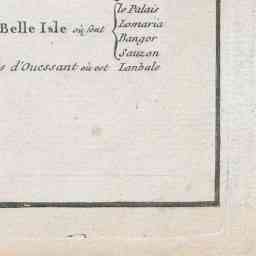 le Palais
Belle Isle où sont
Lomaria
Bangor
Sauzon
s d'Ouessant où est Lanbale